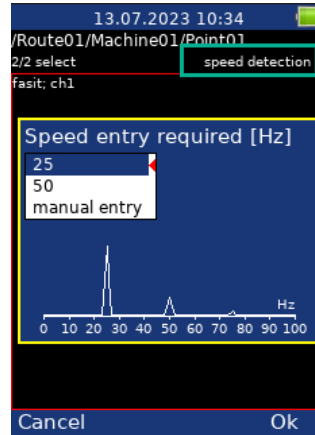 13.07.2023 10:34
/Route01/Machine01/Point01
2/2 select speed detection
fasit; ch1
Speed entry required [Hz]
25
50
manual entry
Hz
0 10 20 30 40 50 60 70 80 90 100
Cancel Ok